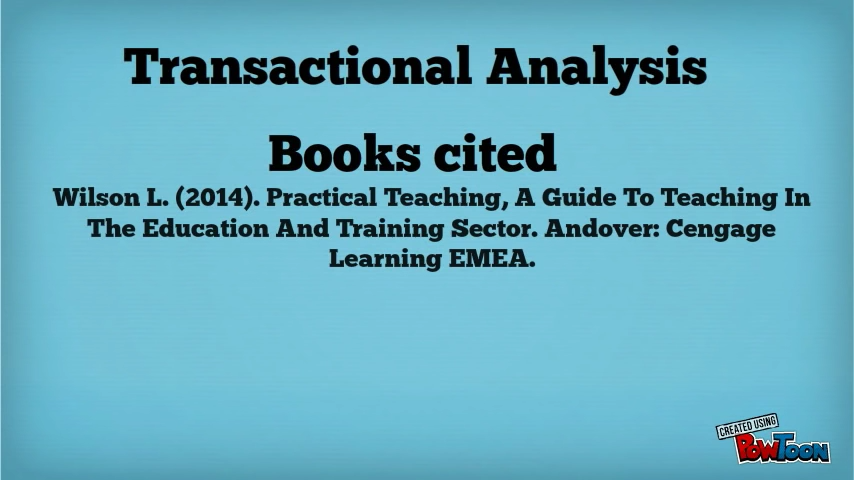 Transactional Analysis
Books cited
Wilson L. (2014). Practical Teaching, A Guide To Teaching In
The Education And Training Sector. Andover: Cengage
Learning EMEA.
CREATED USING
POWTOON